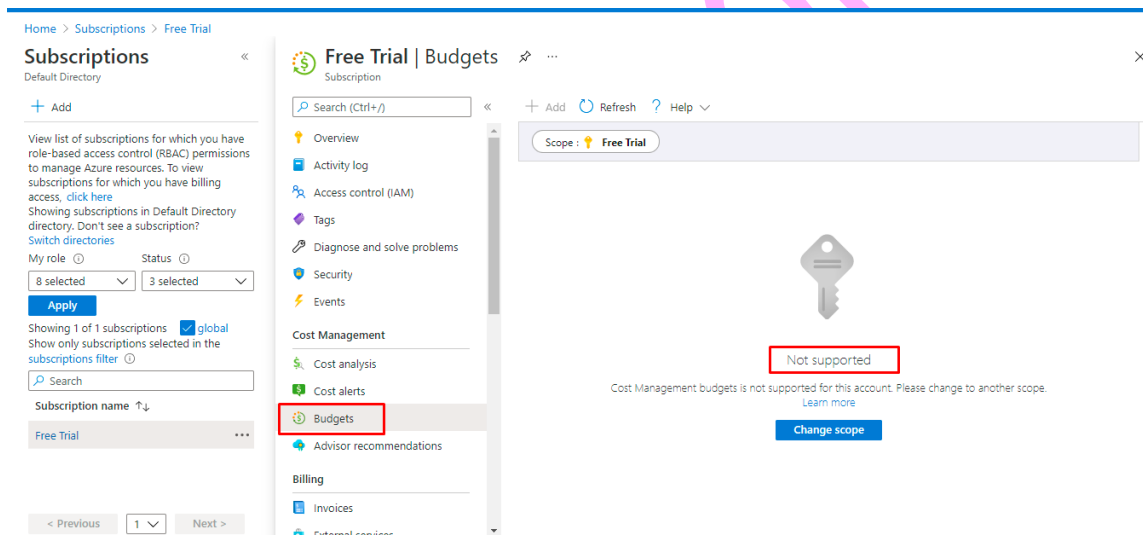 Home > Subscriptions > Free Trial
Subscriptions «
Default Directory
+ Add
View list of subscriptions for which you have
role-based access control (RBAC) permissions
to manage Azure resources. To view
subscriptions for which you have billing
access, click here
Showing subscriptions in Default Directory
directory. Don't see a subscription?
Switch directories
My role Status
8 selected 3 selected
Apply
Showing 1 of 1 subscriptions global
Show only subscriptions selected in the
subscriptions filter
Search
Subscription name ↑↓
Free Trial ...
< Previous 1 Next >
Free Trial | Budgets ...
Subscription
Search (Ctrl+/) «
Overview
Activity log
Access control (IAM)
Tags
Diagnose and solve problems
Security
Events
Cost Management
Cost analysis
Cost alerts
Budgets
Advisor recommendations
Billing
Invoices
External services
+ Add Refresh ? Help
Scope : Free Trial
Not supported
Cost Management budgets is not supported for this account. Please change to another scope.
Learn more
Change scope